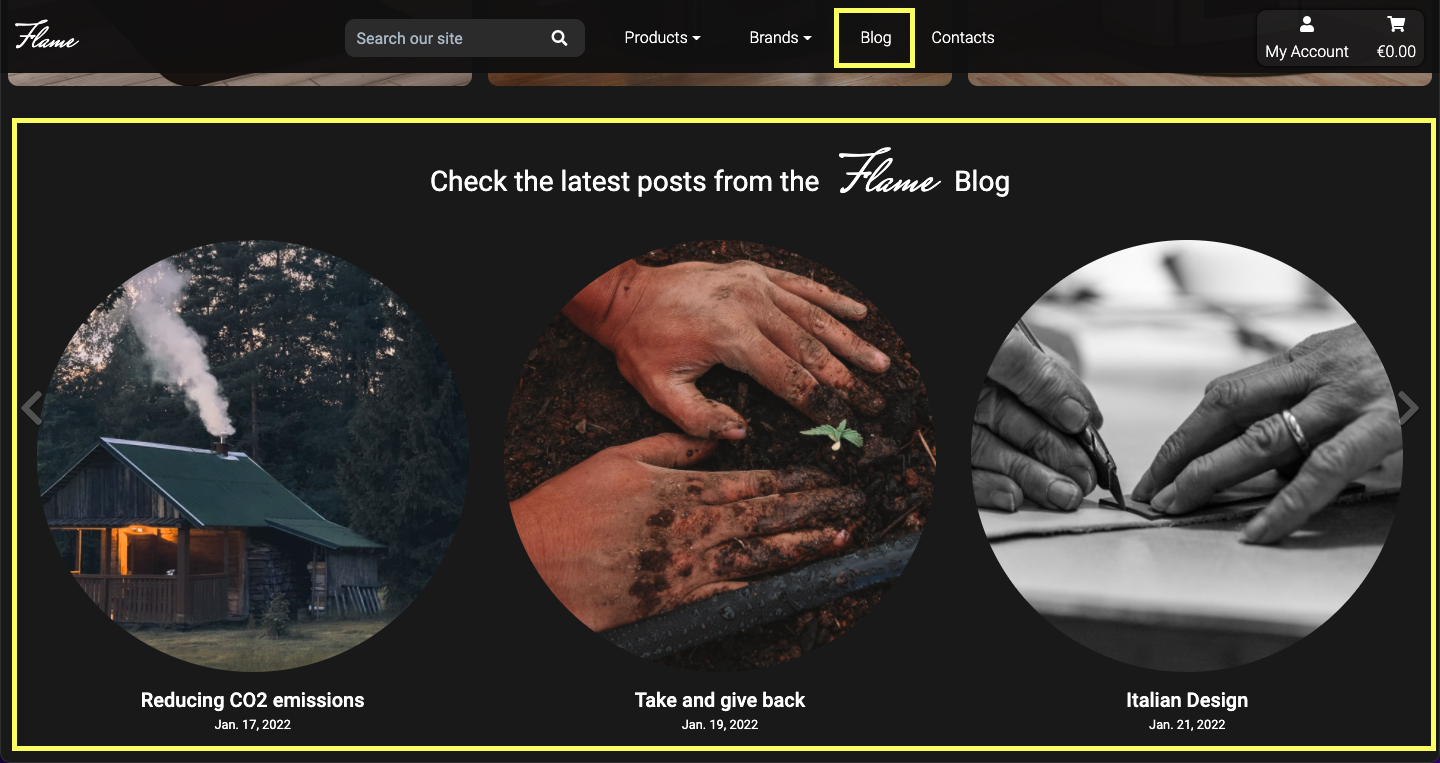 Flame
Search our site
Products
Brands
Blog
Contacts
My Account
€0.00
Check the latest posts from the Flame Blog
Reducing CO2 emissions
Jan. 17, 2022
Take and give back
Jan. 19, 2022
Italian Design
Jan. 21, 2022